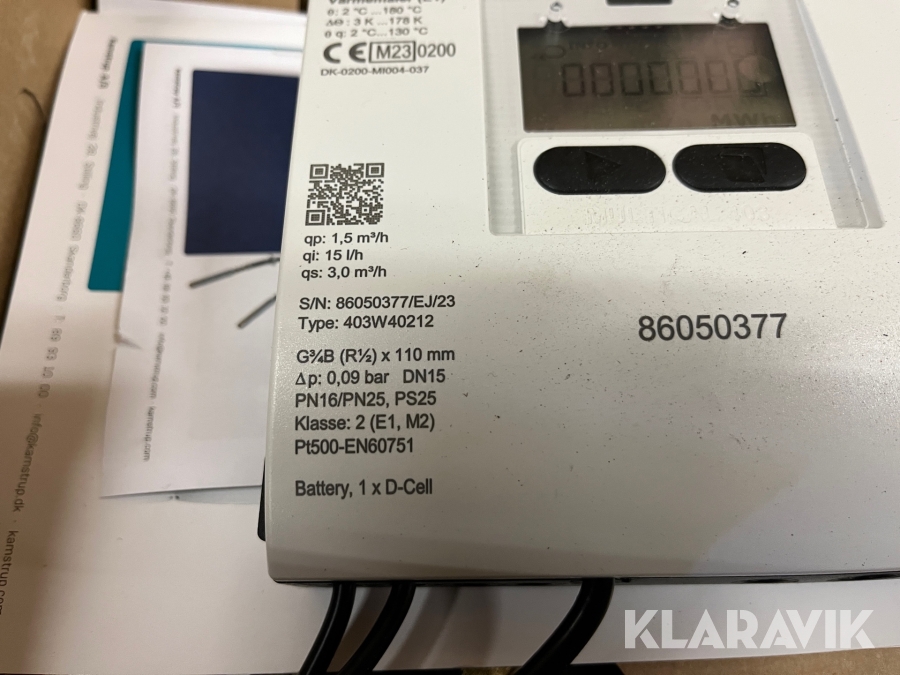 θ: 2 °C ...180 °C
Δθ: 3 K ...178 K
θ q: 2 °C...130 °C
CE M23 0200
DK-0200-MI004-037
MWh
qp: 1,5 m³/h
qi: 15 l/h
qs: 3,0 m³/h
S/N: 86050377/EJ/23
Type: 403W40212
86050377
G¾B (R½) x 110 mm
Δp: 0,09 bar DN15
PN16/PN25, PS25
Klasse: 2 (E1, M2)
Pt500-EN60751
Battery, 1 x D-Cell
info@kamstrup.dk · kamstrup.com
KLARAVIK